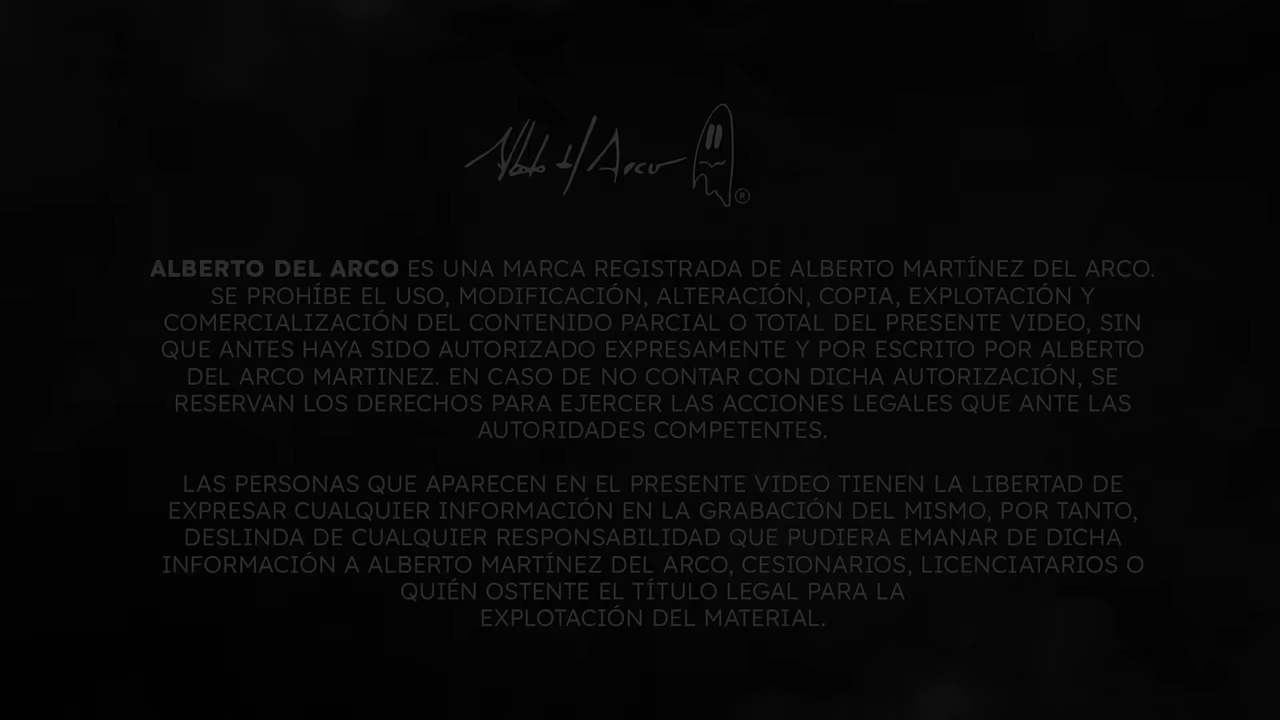 Alberto del Arco ®
ALBERTO DEL ARCO ES UNA MARCA REGISTRADA DE ALBERTO MARTÍNEZ DEL ARCO.
SE PROHÍBE EL USO, MODIFICACIÓN, ALTERACIÓN, COPIA, EXPLOTACIÓN Y
COMERCIALIZACIÓN DEL CONTENIDO PARCIAL O TOTAL DEL PRESENTE VIDEO, SIN
QUE ANTES HAYA SIDO AUTORIZADO EXPRESAMENTE Y POR ESCRITO POR ALBERTO
DEL ARCO MARTINEZ. EN CASO DE NO CONTAR CON DICHA AUTORIZACIÓN, SE
RESERVAN LOS DERECHOS PARA EJERCER LAS ACCIONES LEGALES QUE ANTE LAS
AUTORIDADES COMPETENTES.
LAS PERSONAS QUE APARECEN EN EL PRESENTE VIDEO TIENEN LA LIBERTAD DE
EXPRESAR CUALQUIER INFORMACIÓN EN LA GRABACIÓN DEL MISMO, POR TANTO,
DESLINDA DE CUALQUIER RESPONSABILIDAD QUE PUDIERA EMANAR DE DICHA
INFORMACIÓN A ALBERTO MARTÍNEZ DEL ARCO, CESIONARIOS, LICENCIATARIOS O
QUIÉN OSTENTE EL TÍTULO LEGAL PARA LA
EXPLOTACIÓN DEL MATERIAL.